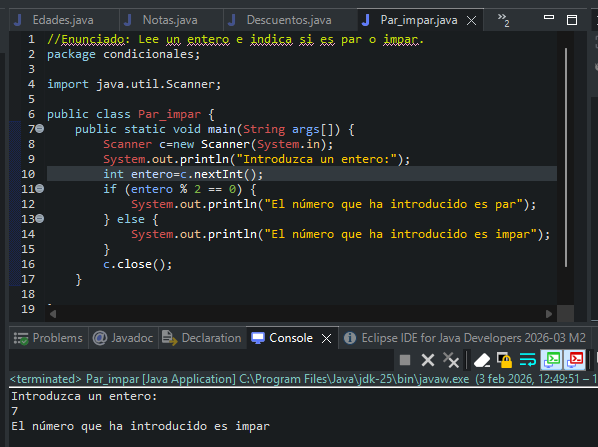 Edades.java Notas.java Descuentos.java Par_impar.java »2
1 //Enunciado: Lee un entero e indica si es par o impar.
2 package condicionales;
3
4 import java.util.Scanner;
5
6 public class Par_impar {
7 public static void main(String args[]) {
8 Scanner c=new Scanner(System.in);
9 System.out.println("Introduzca un entero:");
10 int entero=c.nextInt();
11 if (entero % 2 == 0) {
12 System.out.println("El número que ha introducido es par");
13 } else {
14 System.out.println("El número que ha introducido es impar");
15 }
16 c.close();
17 }
18
19
Problems Javadoc Declaration Console Eclipse IDE for Java Developers 2026-03 M2
<terminated> Par_impar [Java Application] C:\Program Files\Java\jdk-25\bin\javaw.exe (3 feb 2026, 12:49:51 – 1
Introduzca un entero:
7
El número que ha introducido es impar